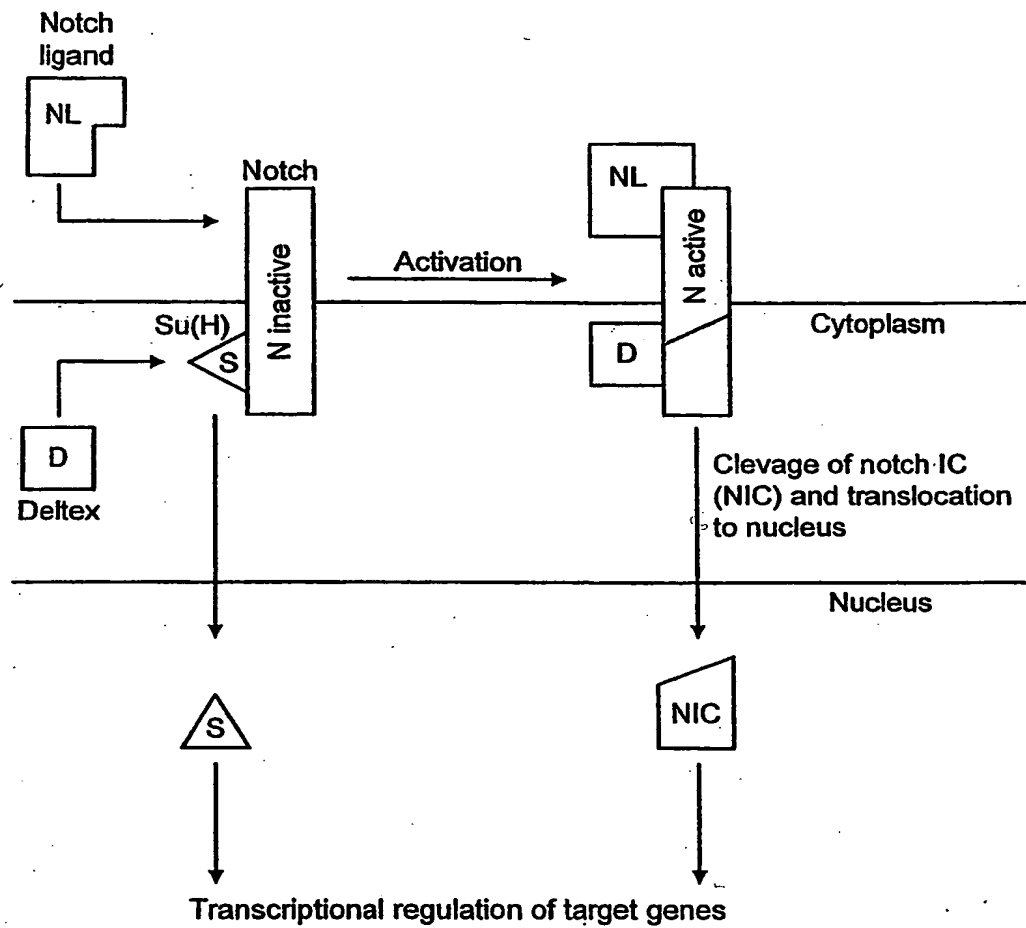 Notch
ligand
NL
Notch
N inactive
Activation
NL
N active
Cytoplasm
Su(H)
S
D
D
Deltex
Clevage of notch IC
(NIC) and translocation
to nucleus
Nucleus
S
NIC
Transcriptional regulation of target genes